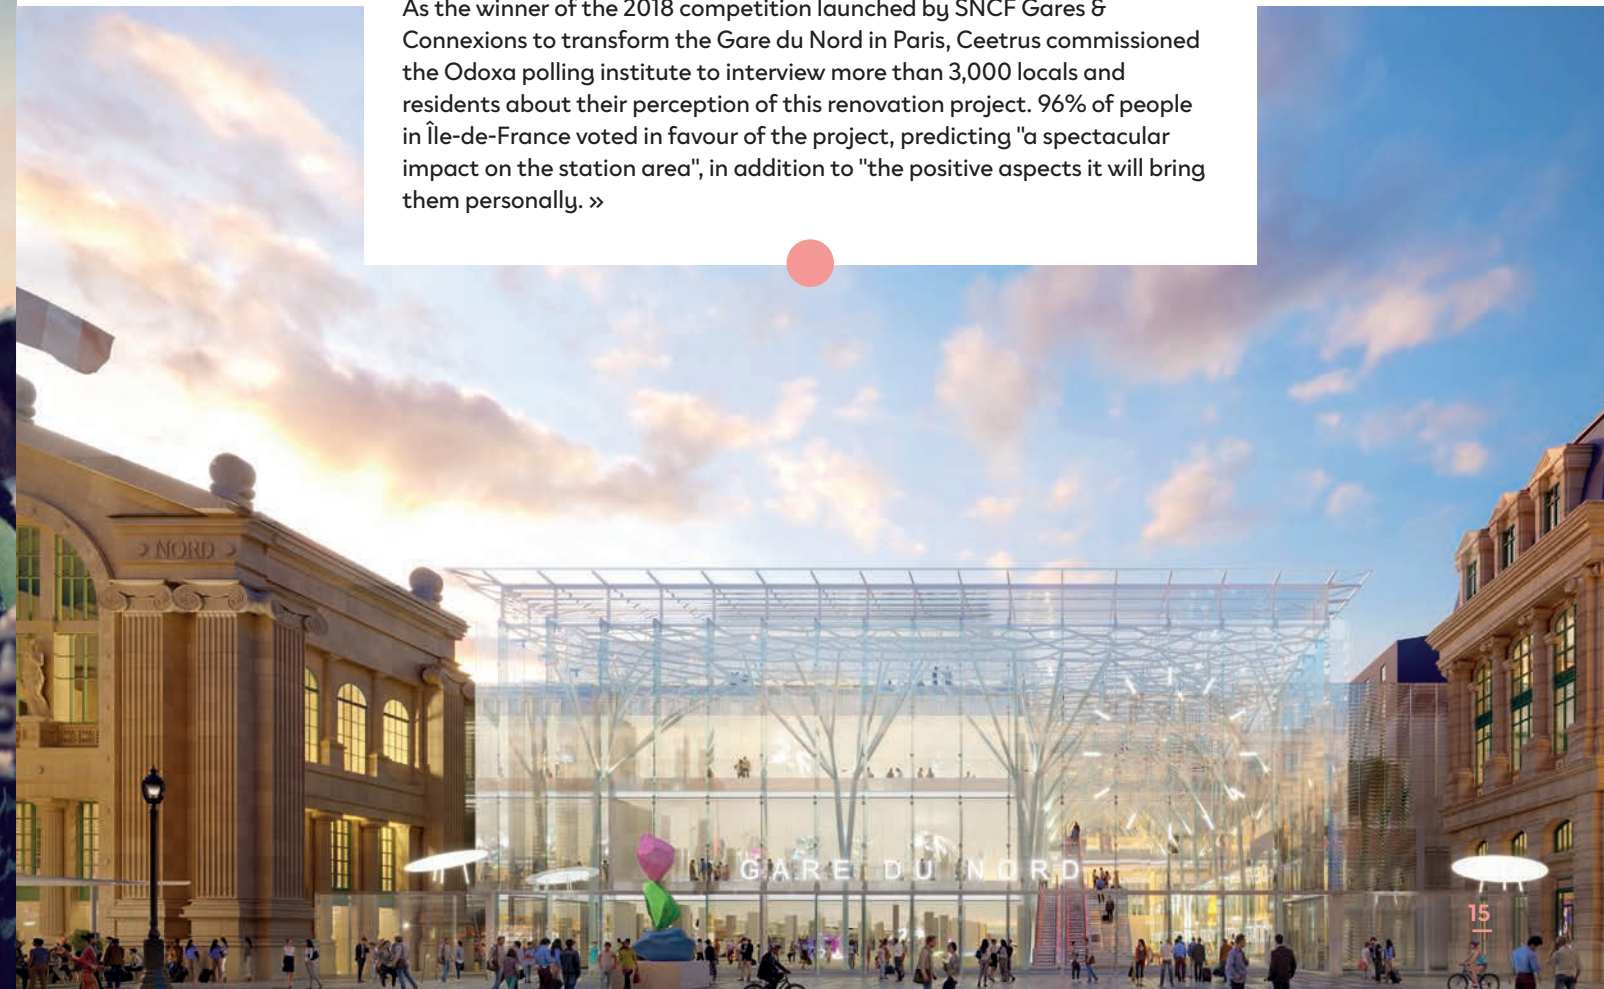 As the winner of the 2018 competition launched by SNCF Gares &
Connexions to transform the Gare du Nord in Paris, Ceetrus commissioned
the Odoxa polling institute to interview more than 3,000 locals and
residents about their perception of this renovation project. 96% of people
in Île-de-France voted in favour of the project, predicting "a spectacular
impact on the station area", in addition to "the positive aspects it will bring
them personally. »
NORD
GARE DU NORD
15